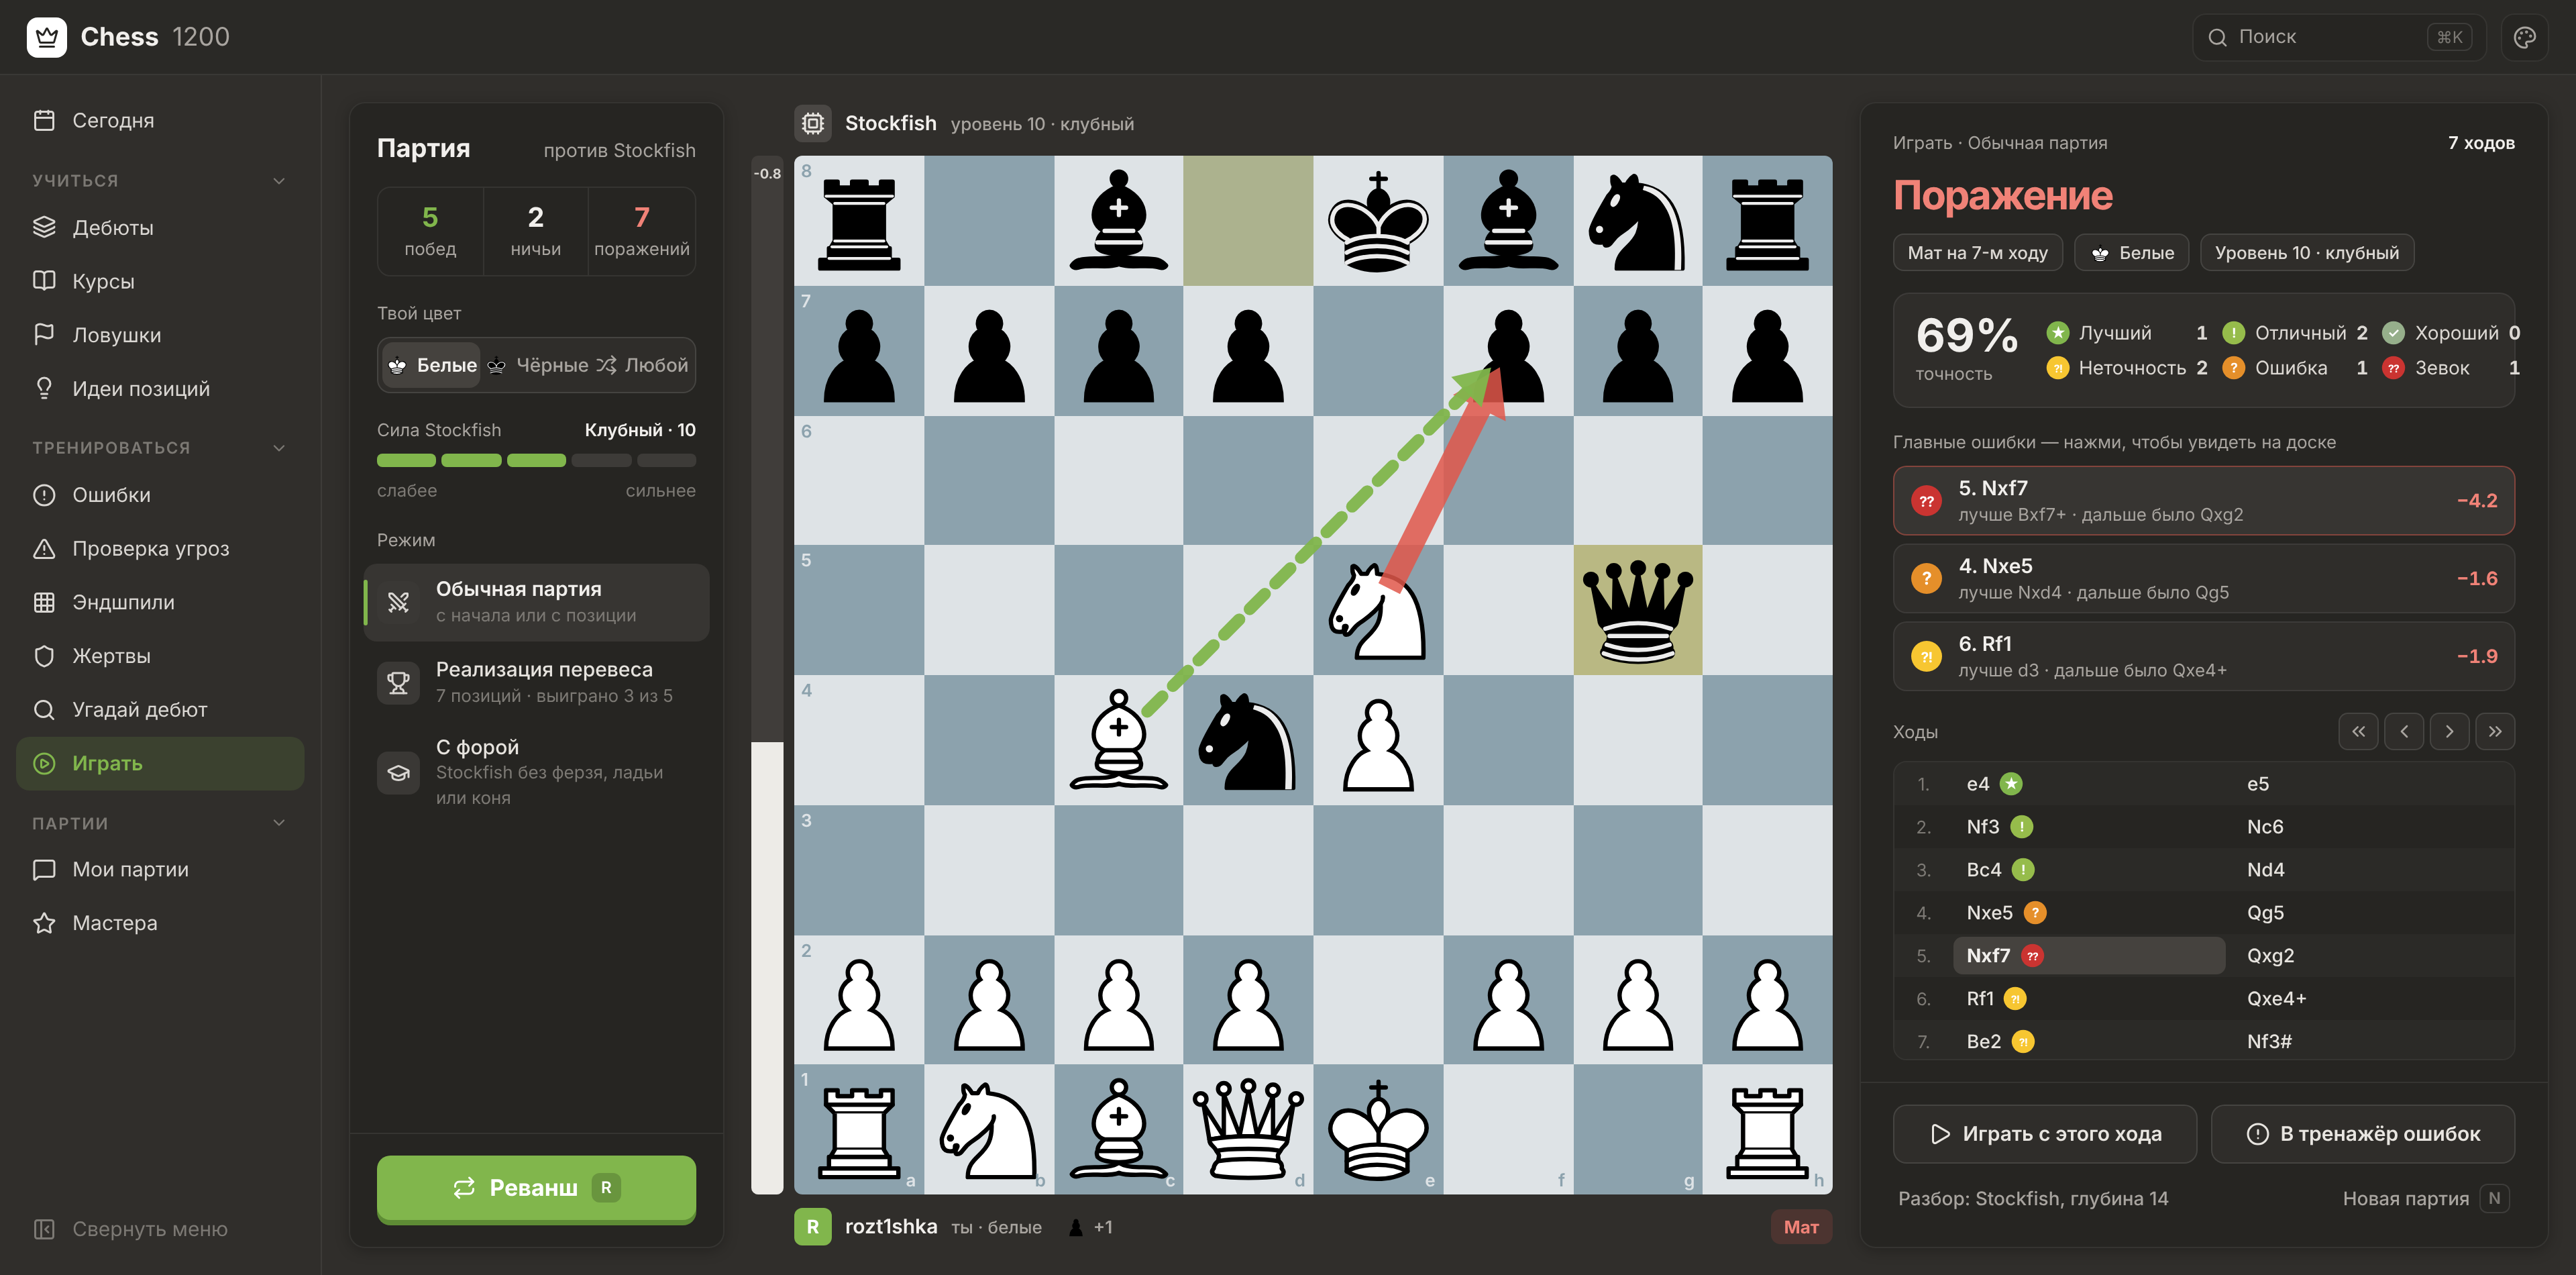 Chess 1200
Поиск ⌘K
Сегодня
УЧИТЬСЯ
Дебюты
Курсы
Ловушки
Идеи позиций
ТРЕНИРОВАТЬСЯ
Ошибки
Проверка угроз
Эндшпили
Жертвы
Угадай дебют
Играть
ПАРТИИ
Мои партии
Мастера
Свернуть меню
Партия против Stockfish
5 2 7
побед ничьи поражений
Твой цвет
Белые Чёрные Любой
Сила Stockfish Клубный · 10
слабее сильнее
Режим
Обычная партия
с начала или с позиции
Реализация перевеса
7 позиций · выиграно 3 из 5
С форой
Stockfish без ферзя, ладьи
или коня
Реванш R
Stockfish уровень 10 · клубный
-0.8
8
7
6
5
4
3
2
1
a b c d e f g h
R rozt1shka ты · белые +1 Мат
Играть · Обычная партия 7 ходов
Поражение
Мат на 7-м ходу Белые Уровень 10 · клубный
69%
точность
Лучший 1 ! Отличный 2 Хороший 0
?! Неточность 2 ? Ошибка 1 ?? Зевок 1
Главные ошибки — нажми, чтобы увидеть на доске
?? 5. Nxf7 −4.2
лучше Bxf7+ · дальше было Qxg2
? 4. Nxe5 −1.6
лучше Nxd4 · дальше было Qg5
?! 6. Rf1 −1.9
лучше d3 · дальше было Qxe4+
Ходы
1. e4 e5
2. Nf3 ! Nc6
3. Bc4 ! Nd4
4. Nxe5 ? Qg5
5. Nxf7 ?? Qxg2
6. Rf1 ?! Qxe4+
7. Be2 ?! Nf3#
Играть с этого хода В тренажёр ошибок
Разбор: Stockfish, глубина 14 Новая партия N